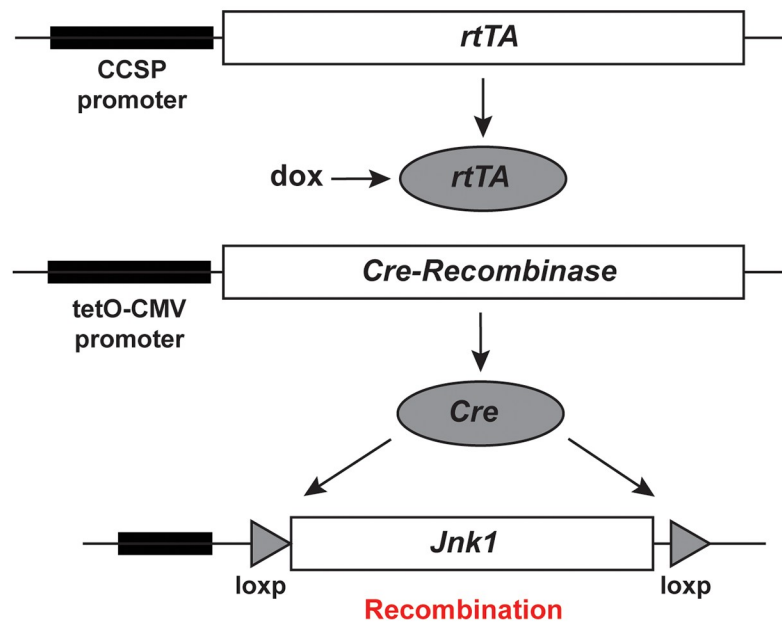 rtTA
CCSP
promoter
dox
rtTA
Cre-Recombinase
tetO-CMV
promoter
Cre
Jnk1
loxp
loxp
Recombination